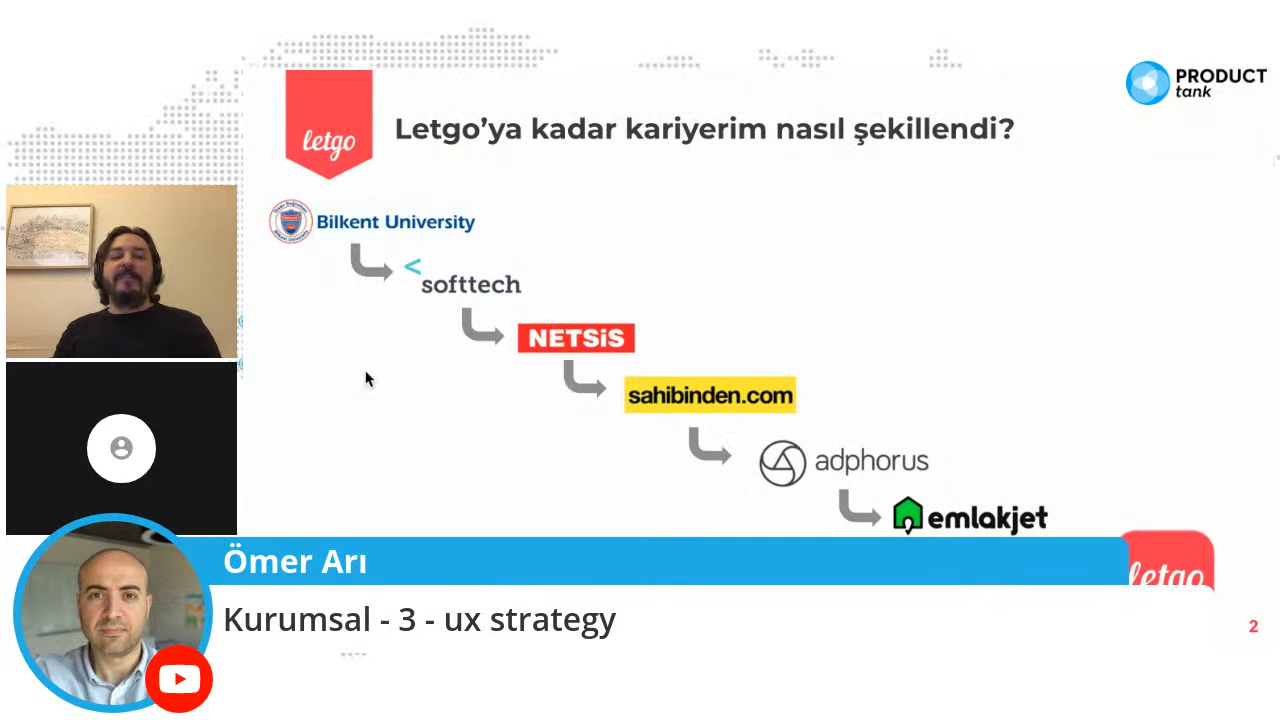 PRODUCT
tank
letgo
Letgo’ya kadar kariyerim nasıl şekillendi?
Bilkent University
<
softtech
NETSiS
sahibinden.com
adphorus
emlakjet
letgo
Ömer Arı
Kurumsal - 3 - ux strategy
2